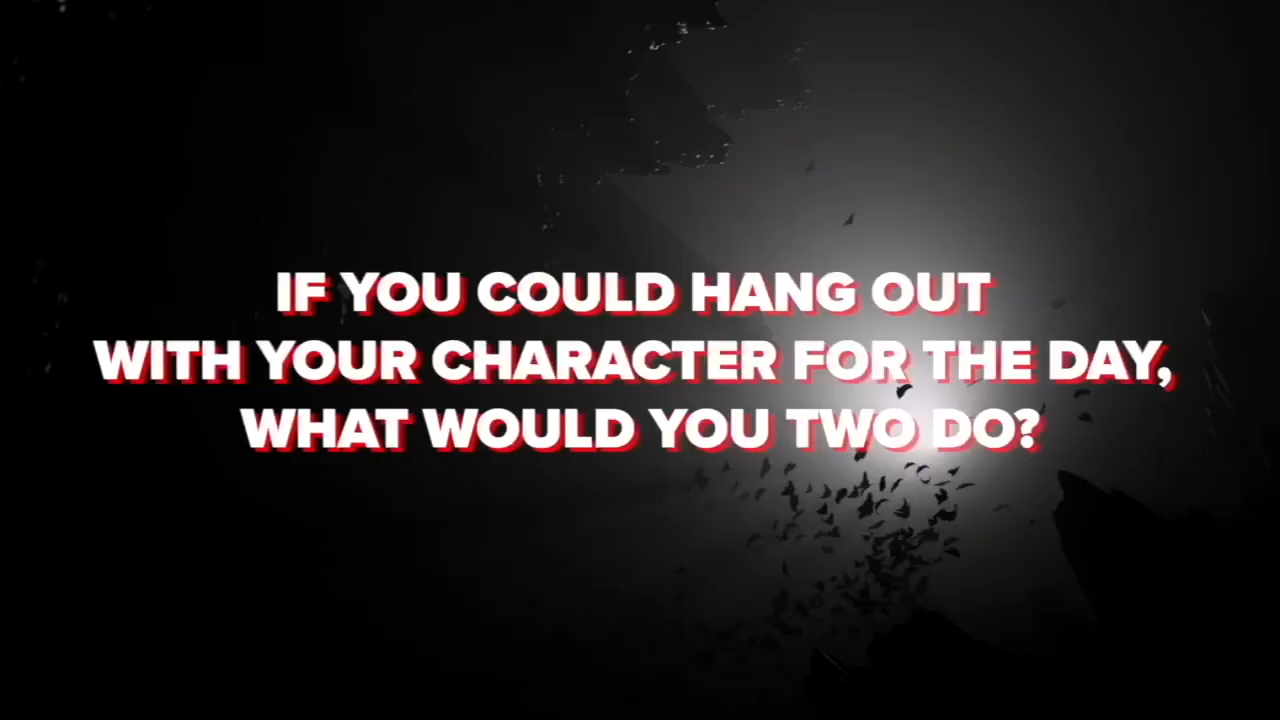 IF YOU COULD HANG OUT
WITH YOUR CHARACTER FOR THE DAY,
WHAT WOULD YOU TWO DO?